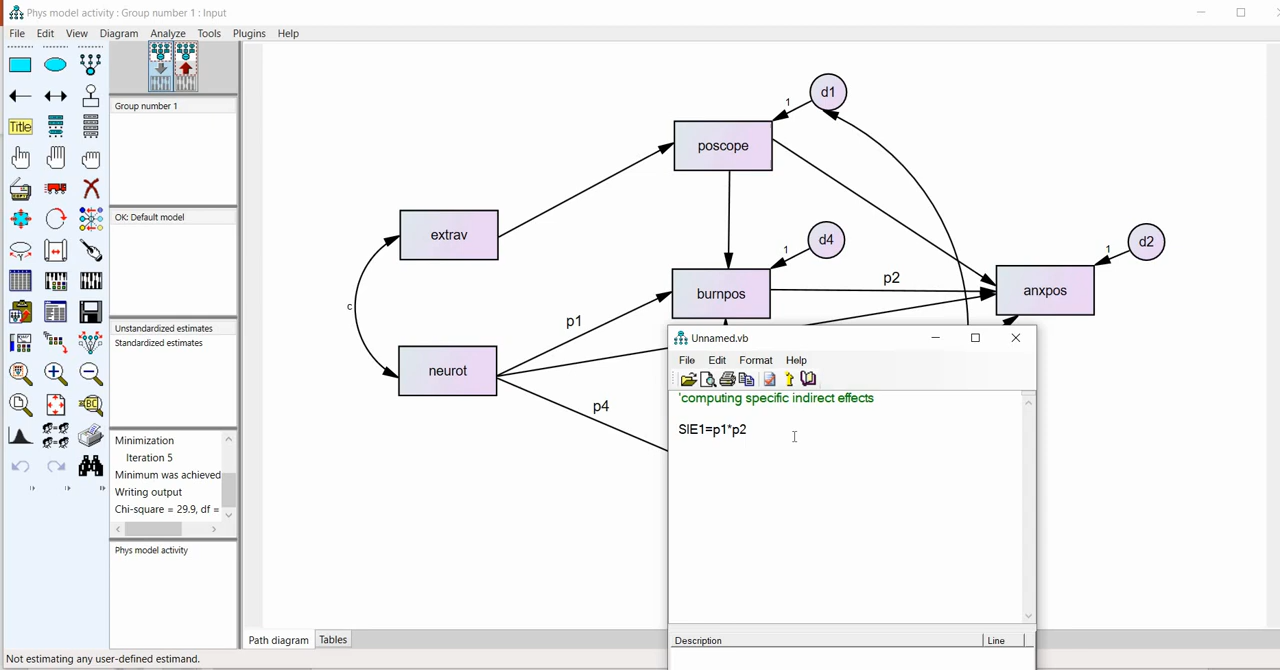 Phys model activity : Group number 1 : Input
File Edit View Diagram Analyze Tools Plugins Help
Title
Group number 1
OK: Default model
Unstandardized estimates
Standardized estimates
BC
Minimization
Iteration 5
Minimum was achieved
Writing output
Chi-square = 29.9, df =
Phys model activity
d1
1
poscope
extrav
d4
1
d2
1
c
burnpos
p2
anxpos
p1
neurot
p4
Unnamed.vb
File Edit Format Help
'computing specific indirect effects
SIE1=p1*p2
Description Line
Path diagram Tables
Not estimating any user-defined estimand.